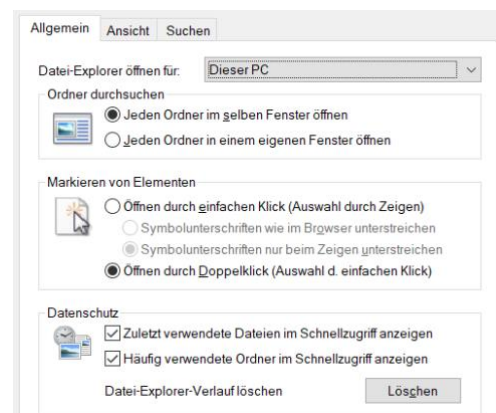 Allgemein Ansicht Suchen
Datei-Explorer öffnen für: Dieser PC
Ordner durchsuchen
Jeden Ordner im selben Fenster öffnen
Jeden Ordner in einem eigenen Fenster öffnen
Markieren von Elementen
Öffnen durch einfachen Klick (Auswahl durch Zeigen)
Symbolunterschriften wie im Browser unterstreichen
Symbolunterschriften nur beim Zeigen unterstreichen
Öffnen durch Doppelklick (Auswahl d. einfachen Klick)
Datenschutz
Zuletzt verwendete Dateien im Schnellzugriff anzeigen
Häufig verwendete Ordner im Schnellzugriff anzeigen
Datei-Explorer-Verlauf löschen Löschen